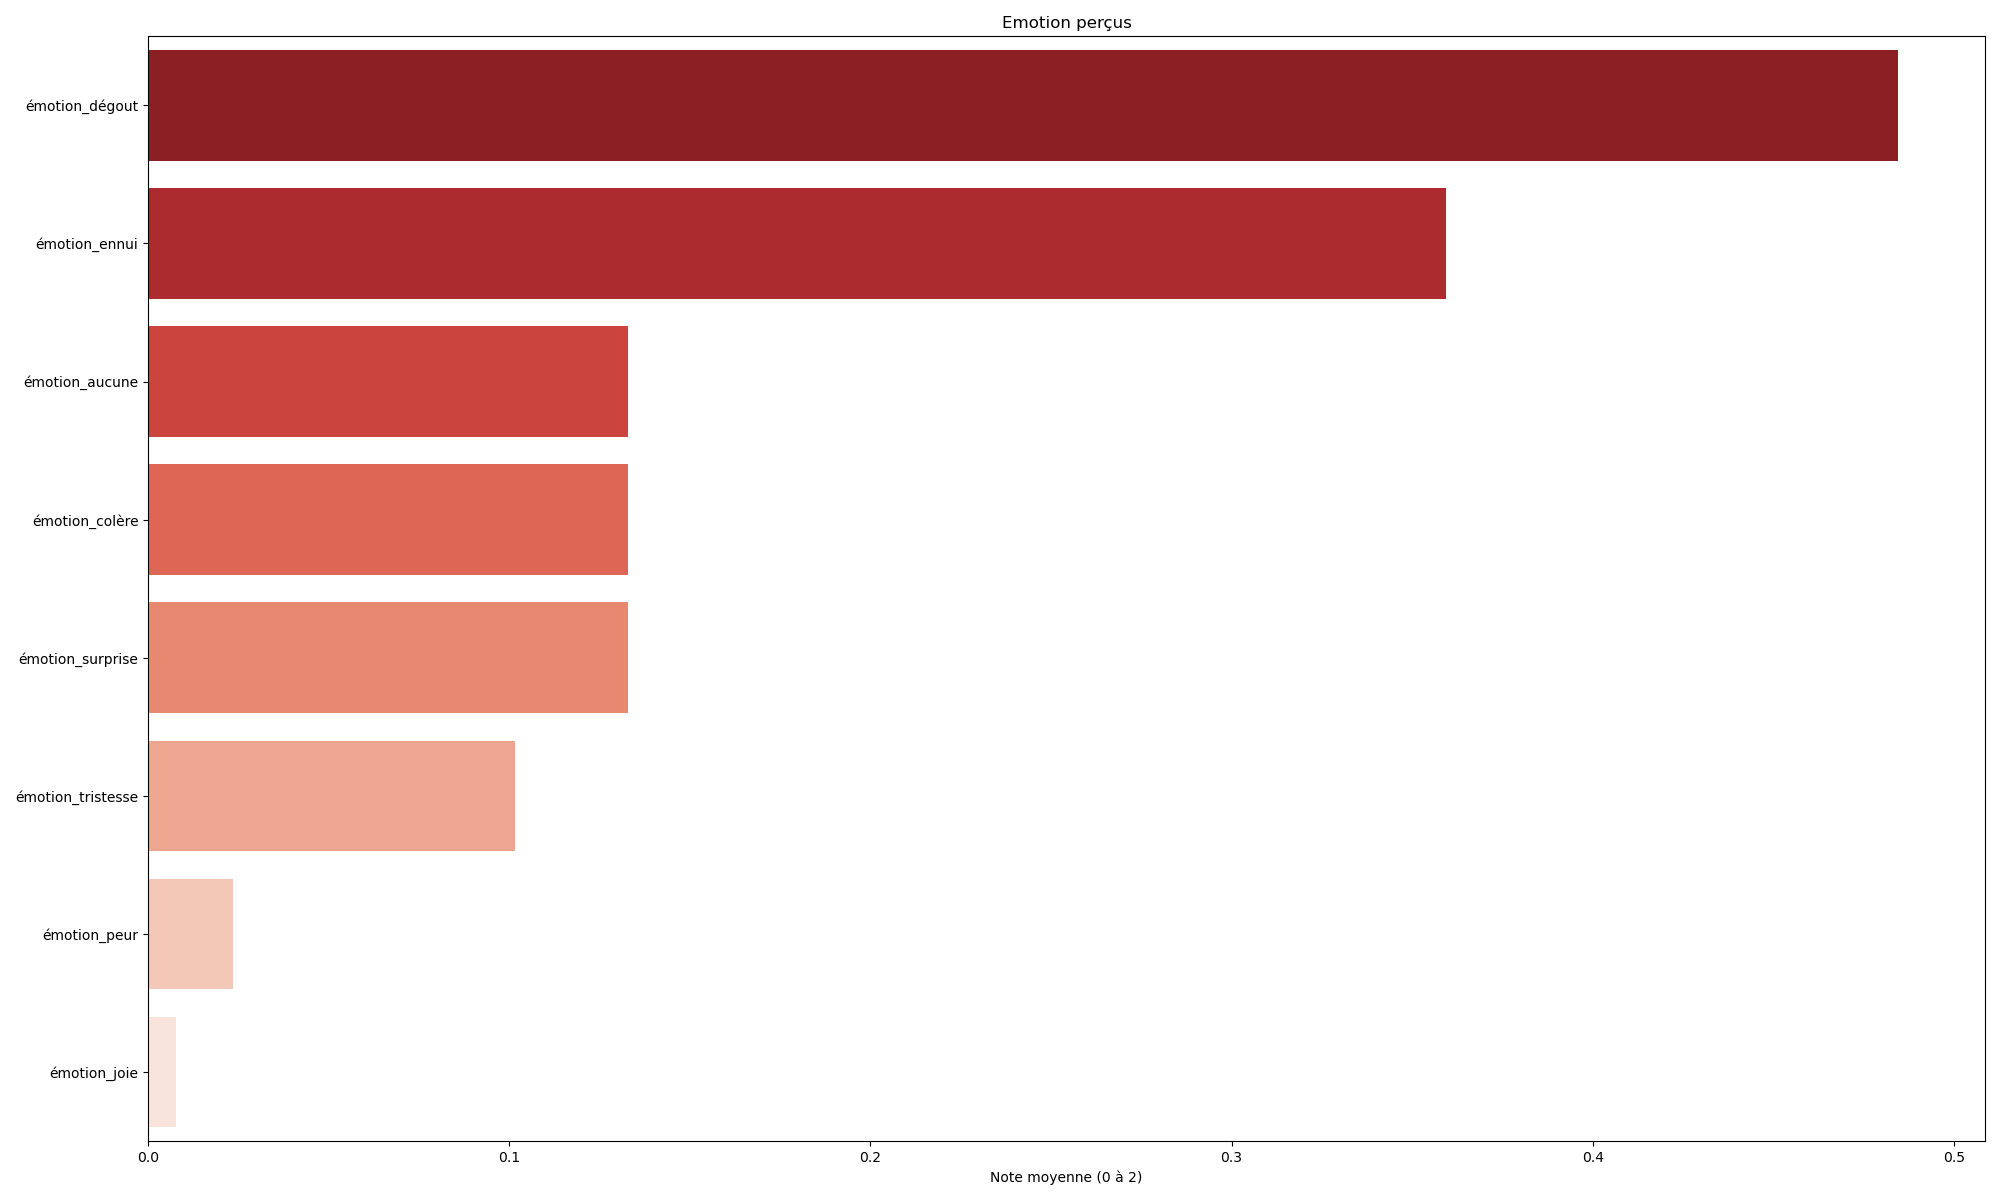 Emotion perçus
émotion_dégout
émotion_ennui
émotion_aucune
émotion_colère
émotion_surprise
émotion_tristesse
émotion_peur
émotion_joie
0.0 0.1 0.2 0.3 0.4 0.5
Note moyenne (0 à 2)